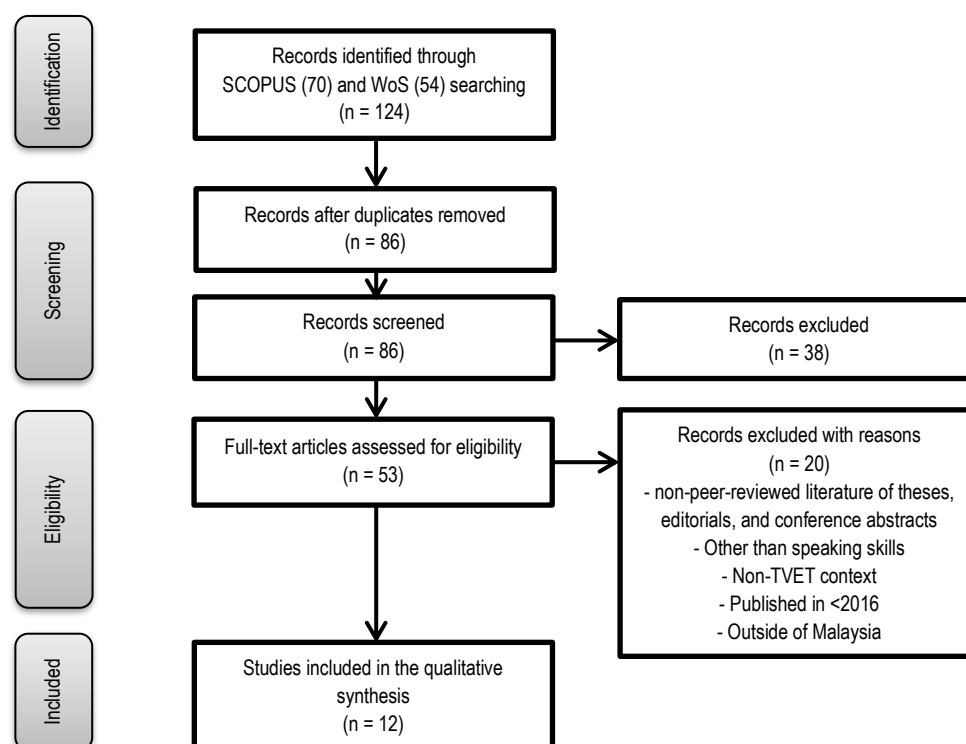 Identification
Records identified through
SCOPUS (70) and WoS (54) searching
(n = 124)
Screening
Records after duplicates removed
(n = 86)
Records screened
(n = 86)
Records excluded
(n = 38)
Eligibility
Full-text articles assessed for eligibility
(n = 53)
Records excluded with reasons
(n = 20)
- non-peer-reviewed literature of theses,
editorials, and conference abstracts
- Other than speaking skills
- Non-TVET context
- Published in <2016
- Outside of Malaysia
Included
Studies included in the qualitative
synthesis
(n = 12)